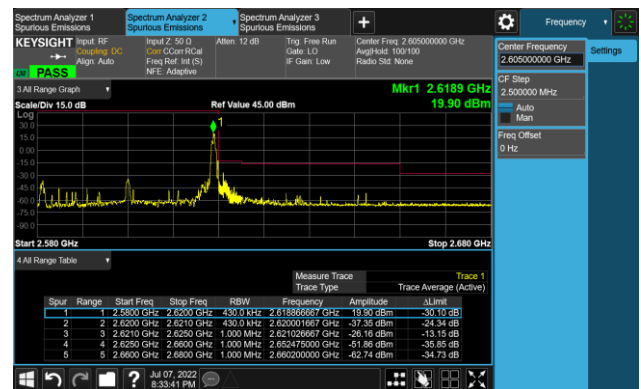 Spectrum Analyzer 1
Spurious Emissions
Spectrum Analyzer 2
Spurious Emissions
Spectrum Analyzer 3
Spurious Emissions
Frequency
KEYSIGHT
Input: RF
Coupling: DC
Align: Auto
Input Z: 50 Ω
Corr CCorr RCal
Freq Ref: Int (S)
NFE: Adaptive
Atten: 12 dB
Trig: Free Run
Gate: LO
IF Gain: Low
Center Freq: 2.605000000 GHz
Avg|Hold: 100/100
Radio Std: None
LXI PASS
Center Frequency
2.605000000 GHz
Settings
CF Step
2.500000 MHz
Auto
Man
Freq Offset
0 Hz
3 All Range Graph
Mkr1 2.6189 GHz
Scale/Div 15.0 dB
Ref Value 45.00 dBm
19.90 dBm
Log
1
30.0
15.0
0.00
-15.0
-30.0
-45.0
-60.0
-75.0
-90.0
Start 2.580 GHz
Stop 2.680 GHz
4 All Range Table
Measure Trace Trace 1
Trace Type Trace Average (Active)
Spur Range Start Freq Stop Freq RBW Frequency Amplitude ΔLimit
1 1 2.5800 GHz 2.6200 GHz 430.0 kHz 2.618866667 GHz 19.90 dBm -30.10 dB
2 2 2.6200 GHz 2.6210 GHz 430.0 kHz 2.620001667 GHz -37.35 dBm -24.34 dB
3 3 2.6210 GHz 2.6250 GHz 1.000 MHz 2.621026667 GHz -26.16 dBm -13.15 dB
4 4 2.6250 GHz 2.6600 GHz 1.000 MHz 2.652475000 GHz -51.86 dBm -35.85 dB
5 5 2.6600 GHz 2.6800 GHz 1.000 MHz 2.660200000 GHz -62.74 dBm -34.73 dB
?
Jul 07, 2022
8:33:41 PM